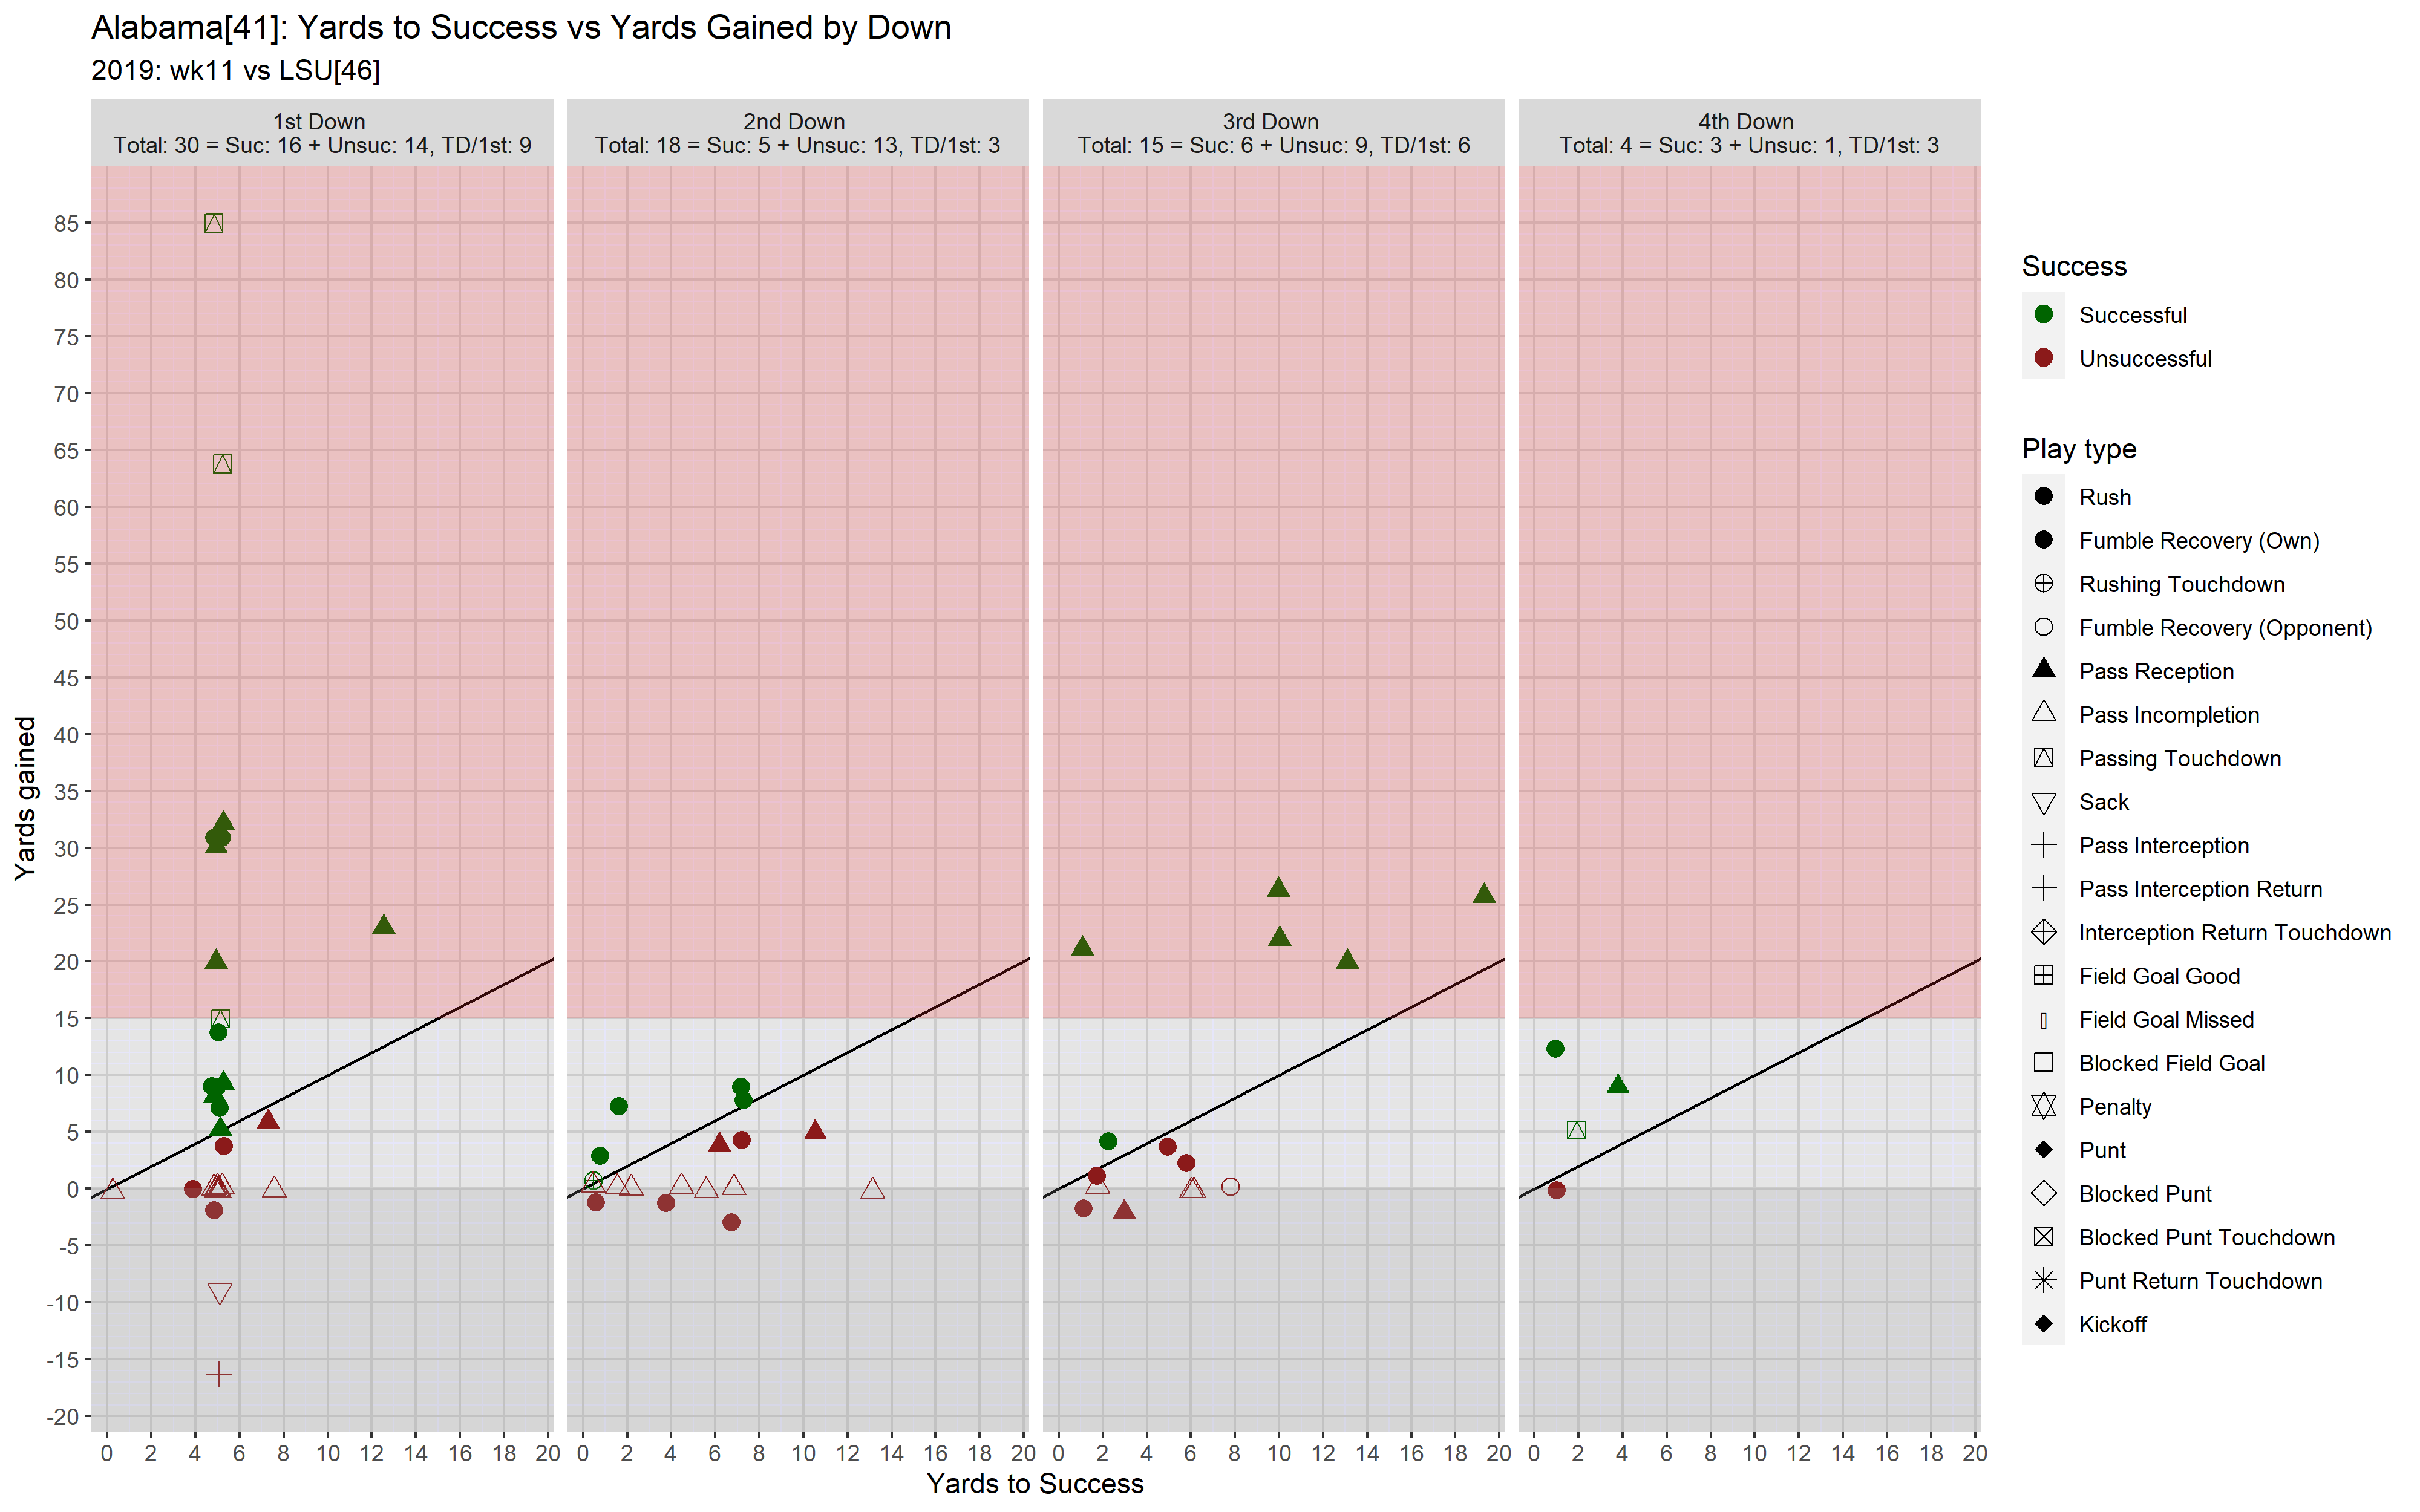 Alabama[41]: Yards to Success vs Yards Gained by Down
2019: wk11 vs LSU[46]
1st Down
Total: 30 = Suc: 16 + Unsuc: 14, TD/1st: 9
2nd Down
Total: 18 = Suc: 5 + Unsuc: 13, TD/1st: 3
3rd Down
Total: 15 = Suc: 6 + Unsuc: 9, TD/1st: 6
4th Down
Total: 4 = Suc: 3 + Unsuc: 1, TD/1st: 3
Yards gained
85
80
75
70
65
60
55
50
45
40
35
30
25
20
15
10
5
0
-5
-10
-15
-20
0 2 4 6 8 10 12 14 16 18 20
0 2 4 6 8 10 12 14 16 18 20
0 2 4 6 8 10 12 14 16 18 20
0 2 4 6 8 10 12 14 16 18 20
Yards to Success
Success
Successful
Unsuccessful
Play type
Rush
Fumble Recovery (Own)
Rushing Touchdown
Fumble Recovery (Opponent)
Pass Reception
Pass Incompletion
Passing Touchdown
Sack
Pass Interception
Pass Interception Return
Interception Return Touchdown
Field Goal Good
Field Goal Missed
Blocked Field Goal
Penalty
Punt
Blocked Punt
Blocked Punt Touchdown
Punt Return Touchdown
Kickoff